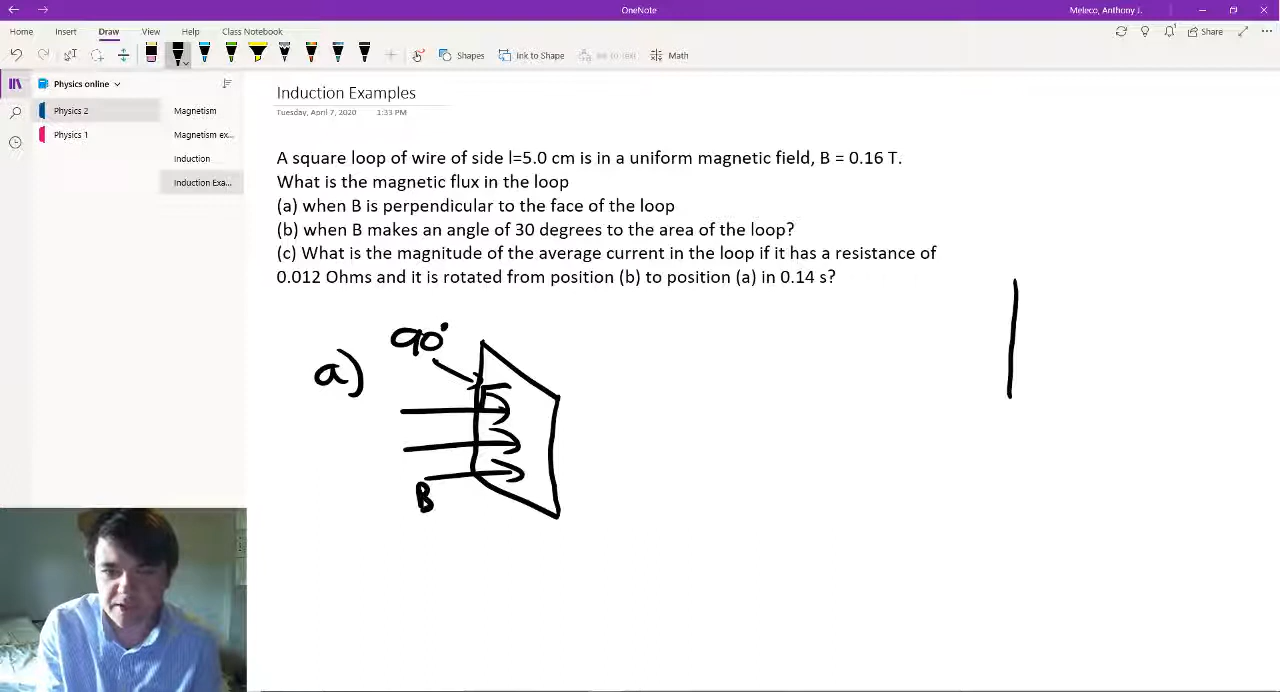 OneNote
Meleco, Anthony J.
Home Insert Draw View Help Class Notebook
Share
Shapes Ink to Shape Math
Physics online
Physics 2
Physics 1
Magnetism
Magnetism ex...
Induction
Induction Exa...
Induction Examples
Tuesday, April 7, 2020 1:33 PM
A square loop of wire of side l=5.0 cm is in a uniform magnetic field, B = 0.16 T.
What is the magnetic flux in the loop
(a) when B is perpendicular to the face of the loop
(b) when B makes an angle of 30 degrees to the area of the loop?
(c) What is the magnitude of the average current in the loop if it has a resistance of
0.012 Ohms and it is rotated from position (b) to position (a) in 0.14 s?
90°
a)
B